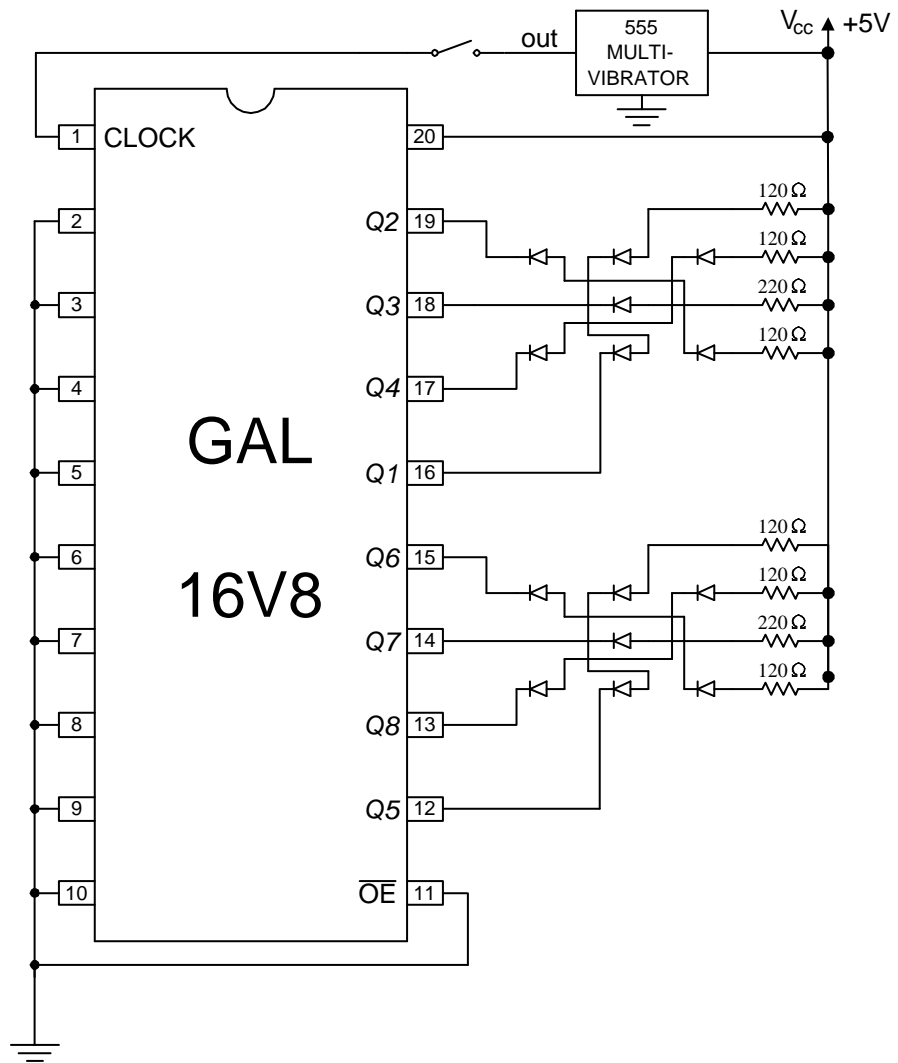 V_cc +5V
555
MULTI-
VIBRATOR
out
1 CLOCK 20
120 Ω
2 Q2 19
120 Ω
220 Ω
3 Q3 18
120 Ω
4 Q4 17
GAL
5 Q1 16
120 Ω
6 Q6 15
120 Ω
16V8
220 Ω
7 Q7 14
120 Ω
8 Q8 13
9 Q5 12
10 O̅E̅ 11